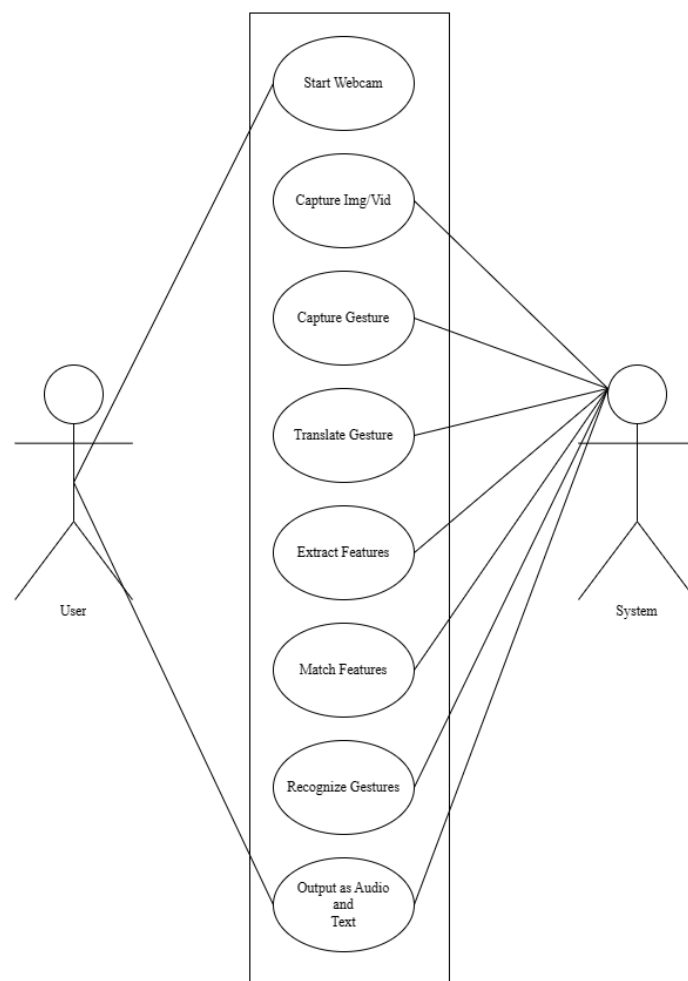 Start Webcam
Capture Img/Vid
Capture Gesture
Translate Gesture
Extract Features
User
System
Match Features
Recognize Gestures
Output as Audio
and
Text